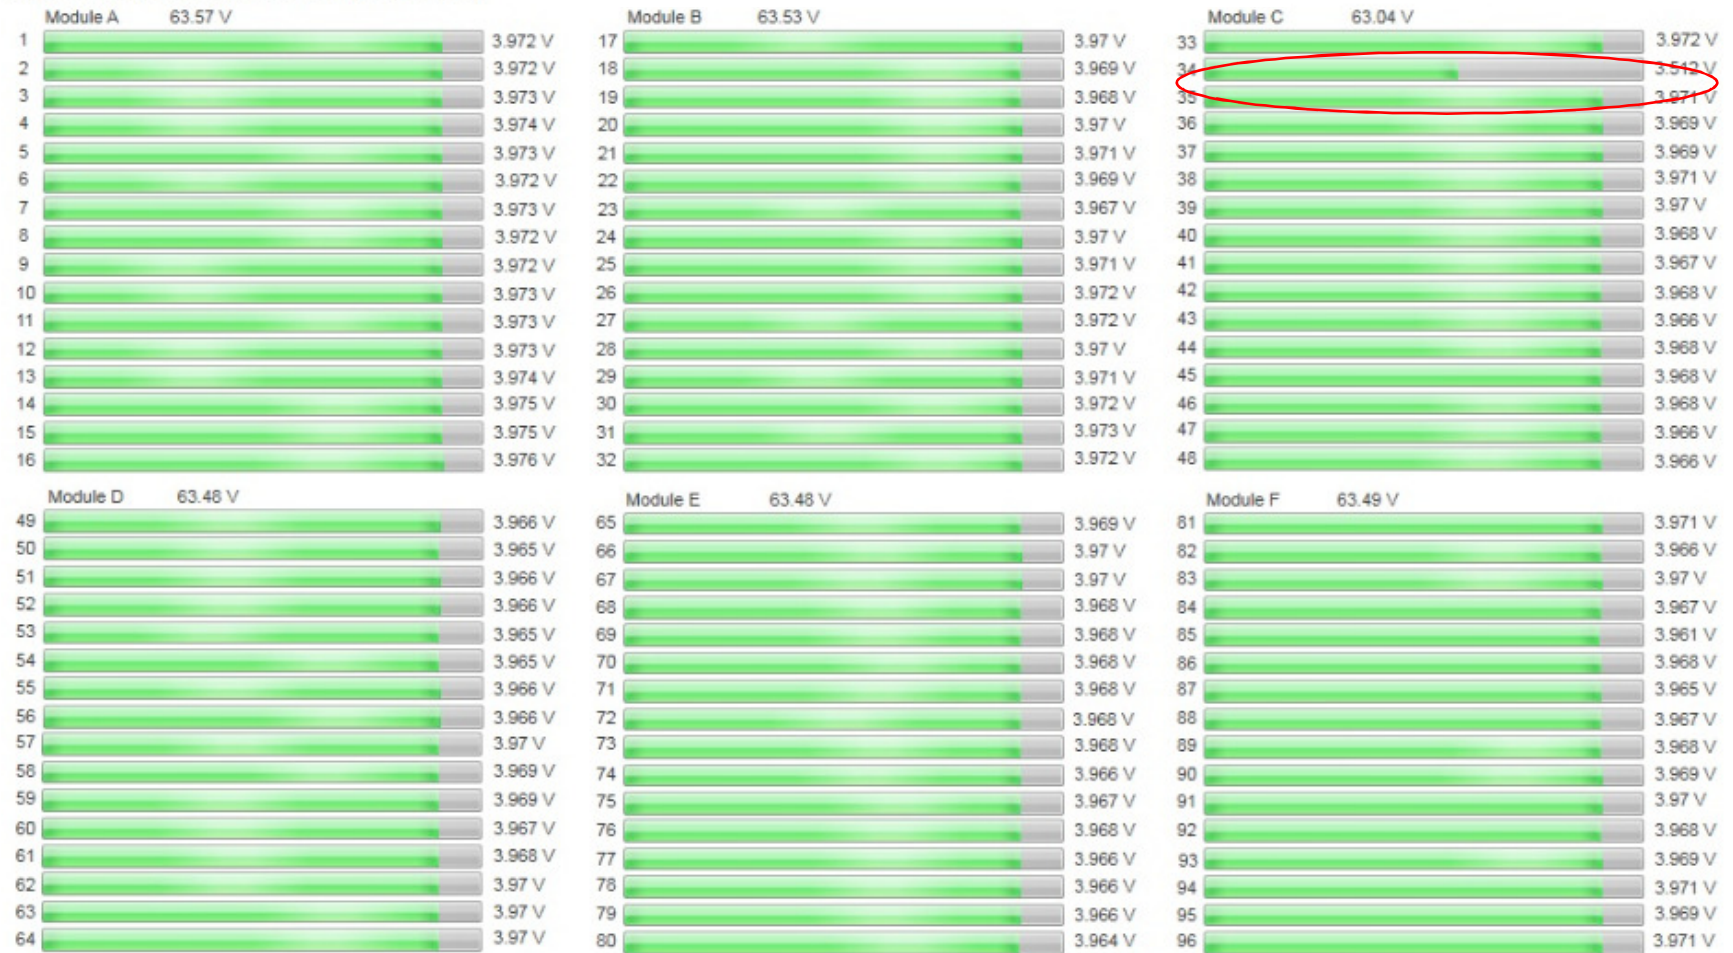 Module A 63.57 V
1 3.972 V
2 3.972 V
3 3.973 V
4 3.974 V
5 3.973 V
6 3.972 V
7 3.973 V
8 3.972 V
9 3.972 V
10 3.973 V
11 3.973 V
12 3.973 V
13 3.974 V
14 3.975 V
15 3.975 V
16 3.976 V
Module B 63.53 V
17 3.97 V
18 3.969 V
19 3.968 V
20 3.97 V
21 3.971 V
22 3.969 V
23 3.967 V
24 3.97 V
25 3.971 V
26 3.972 V
27 3.972 V
28 3.97 V
29 3.971 V
30 3.972 V
31 3.973 V
32 3.972 V
Module C 63.04 V
33 3.972 V
34 3.512 V
35 3.971 V
36 3.969 V
37 3.969 V
38 3.971 V
39 3.97 V
40 3.968 V
41 3.967 V
42 3.968 V
43 3.966 V
44 3.968 V
45 3.968 V
46 3.968 V
47 3.966 V
48 3.966 V
Module D 63.48 V
49 3.966 V
50 3.965 V
51 3.966 V
52 3.966 V
53 3.965 V
54 3.965 V
55 3.966 V
56 3.966 V
57 3.97 V
58 3.969 V
59 3.969 V
60 3.967 V
61 3.968 V
62 3.97 V
63 3.97 V
64 3.97 V
Module E 63.48 V
65 3.969 V
66 3.97 V
67 3.97 V
68 3.968 V
69 3.968 V
70 3.968 V
71 3.968 V
72 3.968 V
73 3.968 V
74 3.966 V
75 3.967 V
76 3.968 V
77 3.966 V
78 3.966 V
79 3.966 V
80 3.964 V
Module F 63.49 V
81 3.971 V
82 3.966 V
83 3.97 V
84 3.967 V
85 3.961 V
86 3.968 V
87 3.965 V
88 3.967 V
89 3.968 V
90 3.969 V
91 3.97 V
92 3.968 V
93 3.969 V
94 3.971 V
95 3.969 V
96 3.971 V